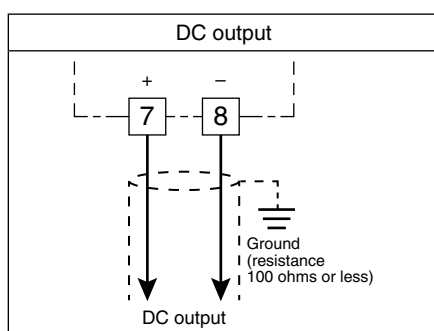 DC output
+ −
7 8
Ground
(resistance
100 ohms or less)
DC output